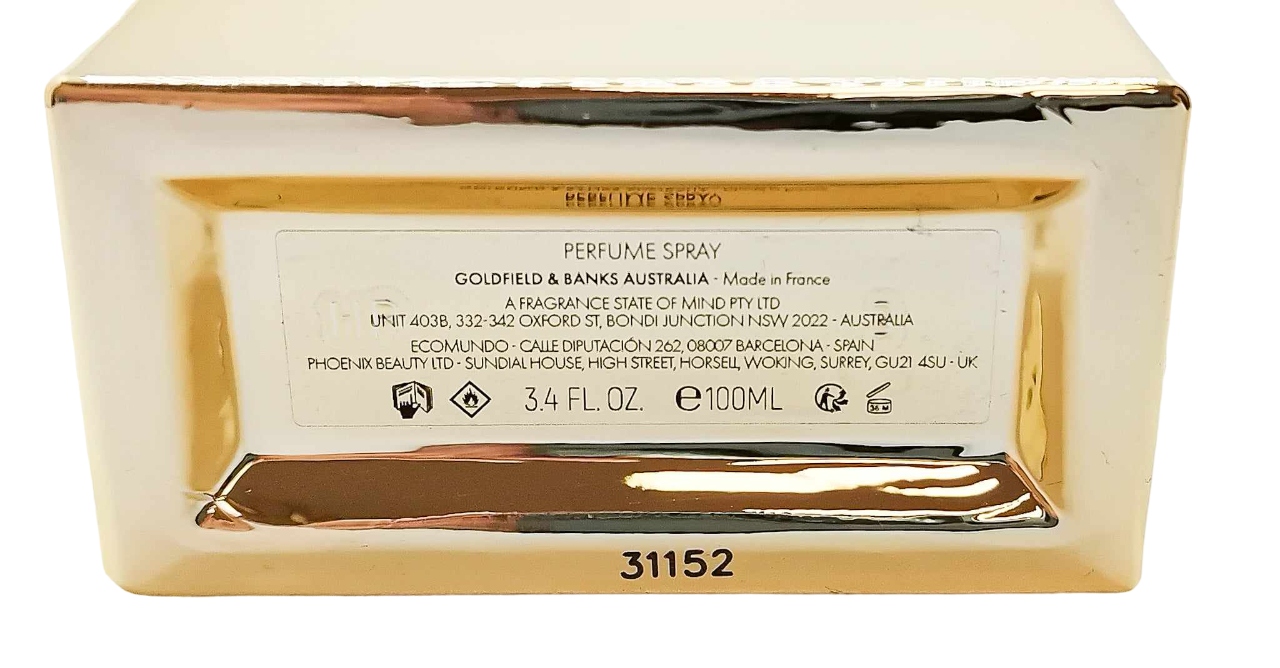 PERFUME SPRAY
GOLDFIELD & BANKS AUSTRALIA - Made in France
A FRAGRANCE STATE OF MIND PTY LTD
UNIT 403B, 332-342 OXFORD ST, BONDI JUNCTION NSW 2022 - AUSTRALIA
ECOMUNDO - CALLE DIPUTACIÓN 262, 08007 BARCELONA - SPAIN
PHOENIX BEAUTY LTD - SUNDIAL HOUSE, HIGH STREET, HORSELL, WOKING, SURREY, GU21 4SU - UK
3.4 FL. OZ. ℮100ML
36 M
31152